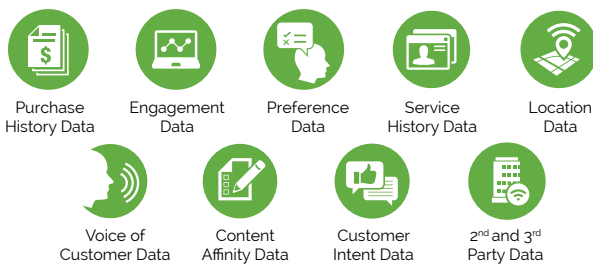 Purchase
History Data
Engagement
Data
Preference
Data
Service
History Data
Location
Data
Voice of
Customer Data
Content
Affinity Data
Customer
Intent Data
2nd and 3rd
Party Data